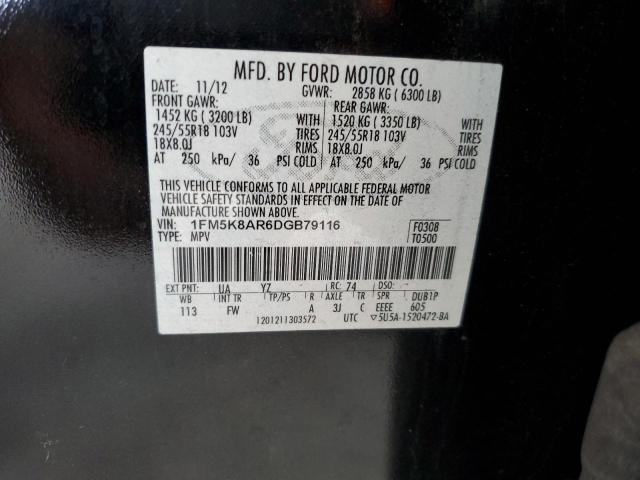 MFD. BY FORD MOTOR CO.
DATE: 11/12 GVWR: 2858 KG ( 6300 LB)
FRONT GAWR: REAR GAWR:
1452 KG ( 3200 LB) WITH 1520 KG ( 3350 LB) WITH
245/55R18 103V TIRES 245/55R18 103V TIRES
18X8.0J RIMS 18X8.0J RIMS
AT 250 kPa/ 36 PSI COLD AT 250 kPa/ 36 PSI COLD
THIS VEHICLE CONFORMS TO ALL APPLICABLE FEDERAL MOTOR
VEHICLE SAFETY STANDARDS IN EFFECT ON THE DATE OF
MANUFACTURE SHOWN ABOVE.
VIN: 1FM5K8AR6DGB79116 F0308
TYPE: MPV T0500
EXT PNT: UA YZ RC: 74 DSO:
WB INT TR TP/PS R AXLE TR SPR DUB1P
113 FW A 3J C EEEE 605
1201211303572 UTC ▽5U5A-1520472-BA
Ford